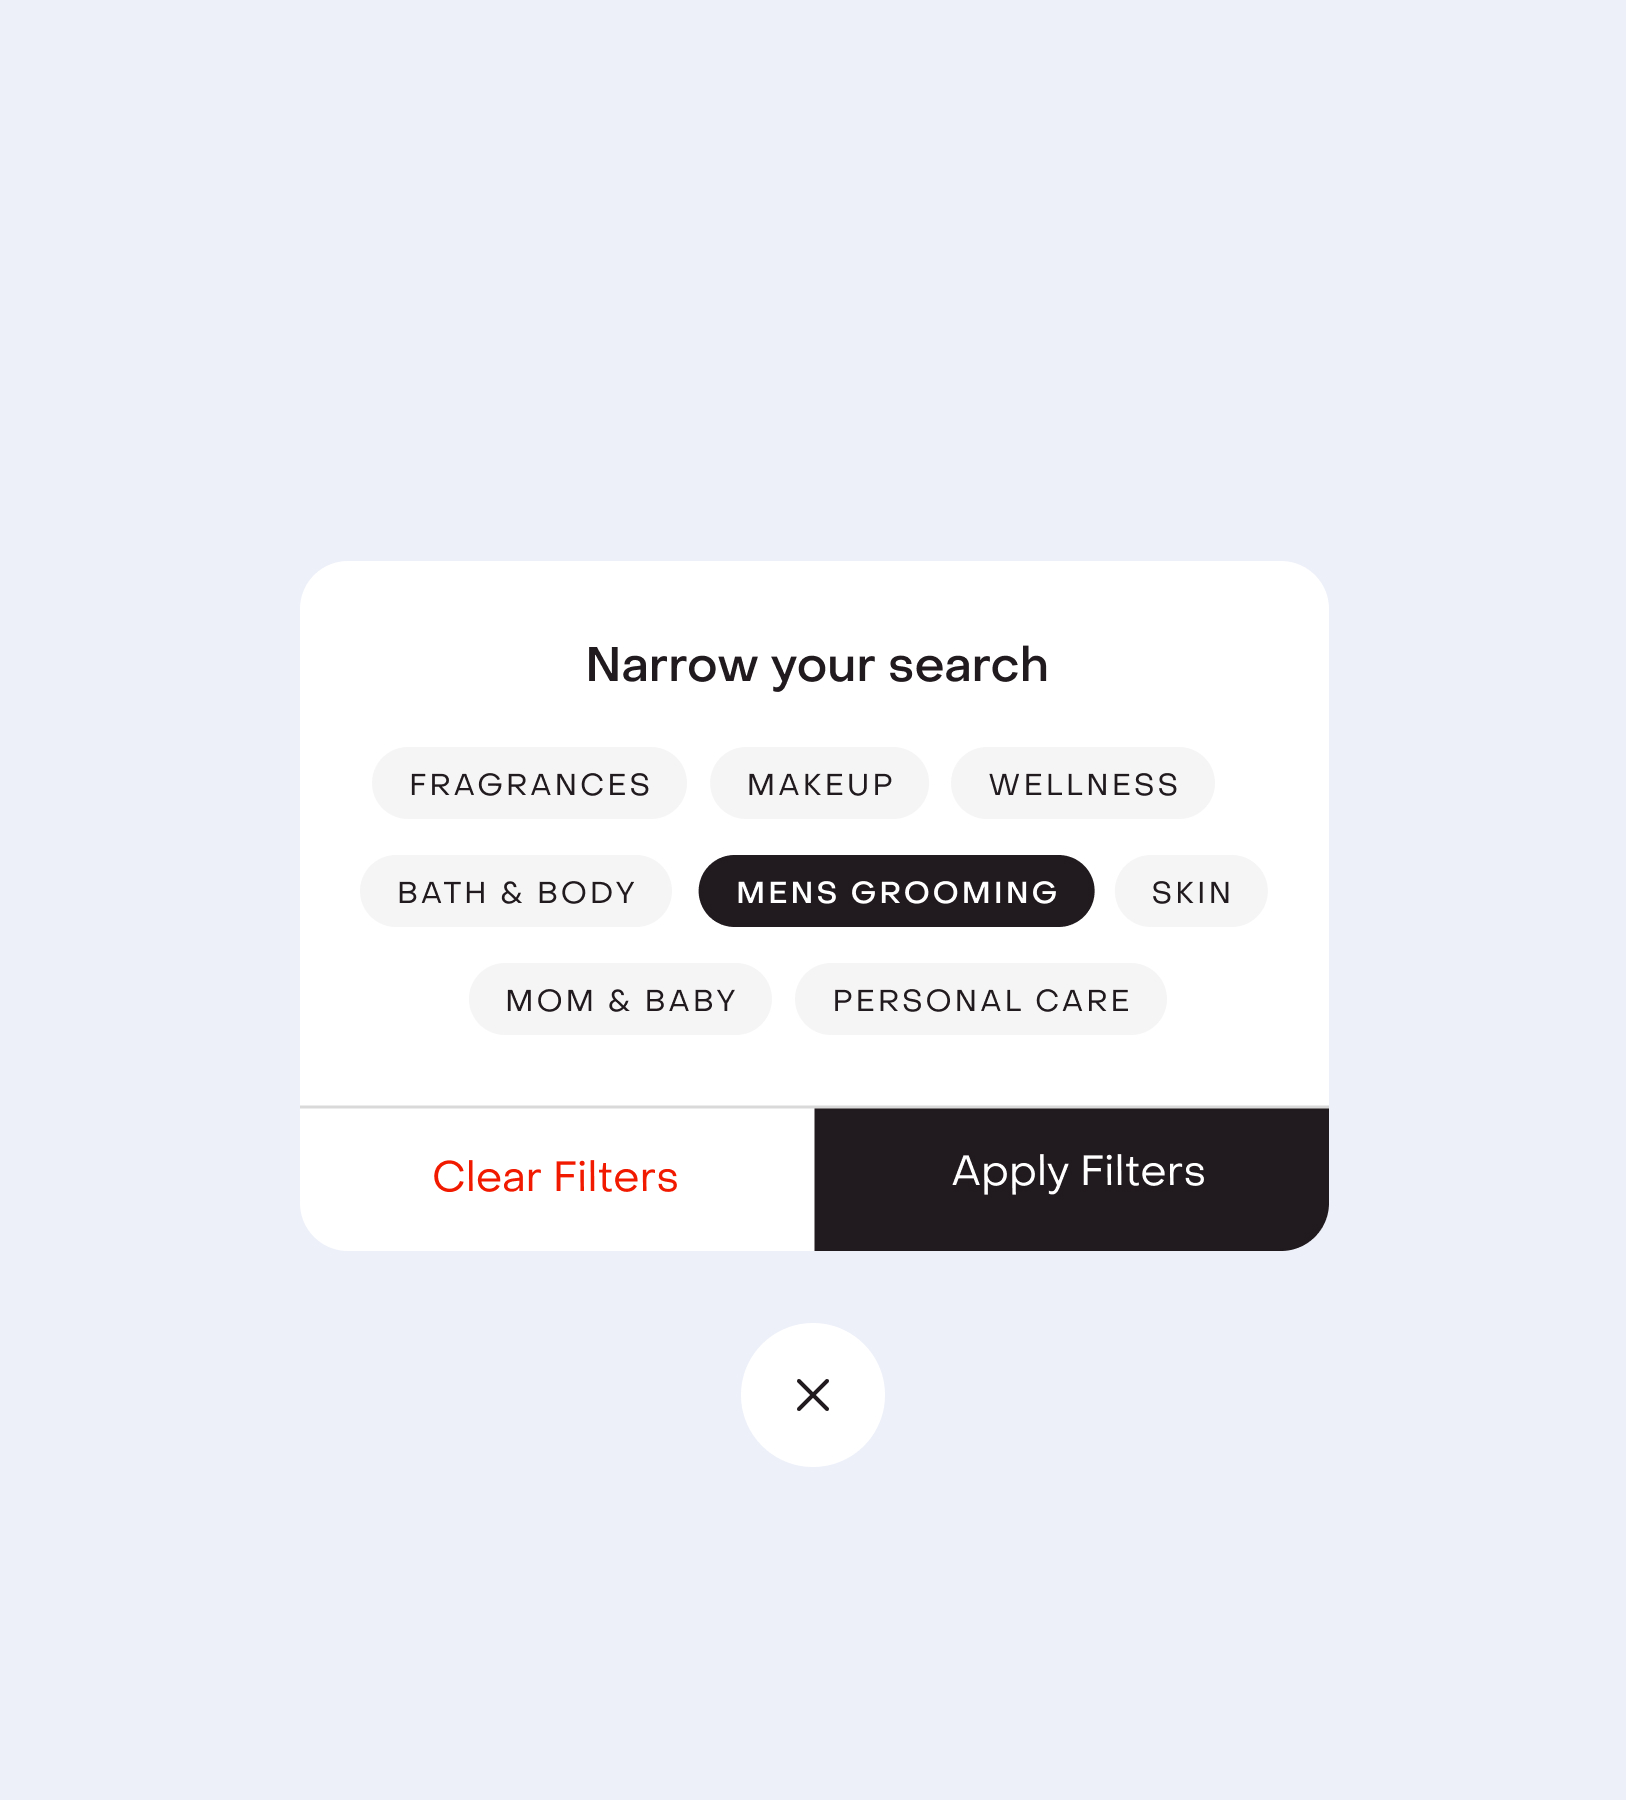 Narrow your search
FRAGRANCES MAKEUP WELLNESS
BATH & BODY MENS GROOMING SKIN
MOM & BABY PERSONAL CARE
Clear Filters Apply Filters